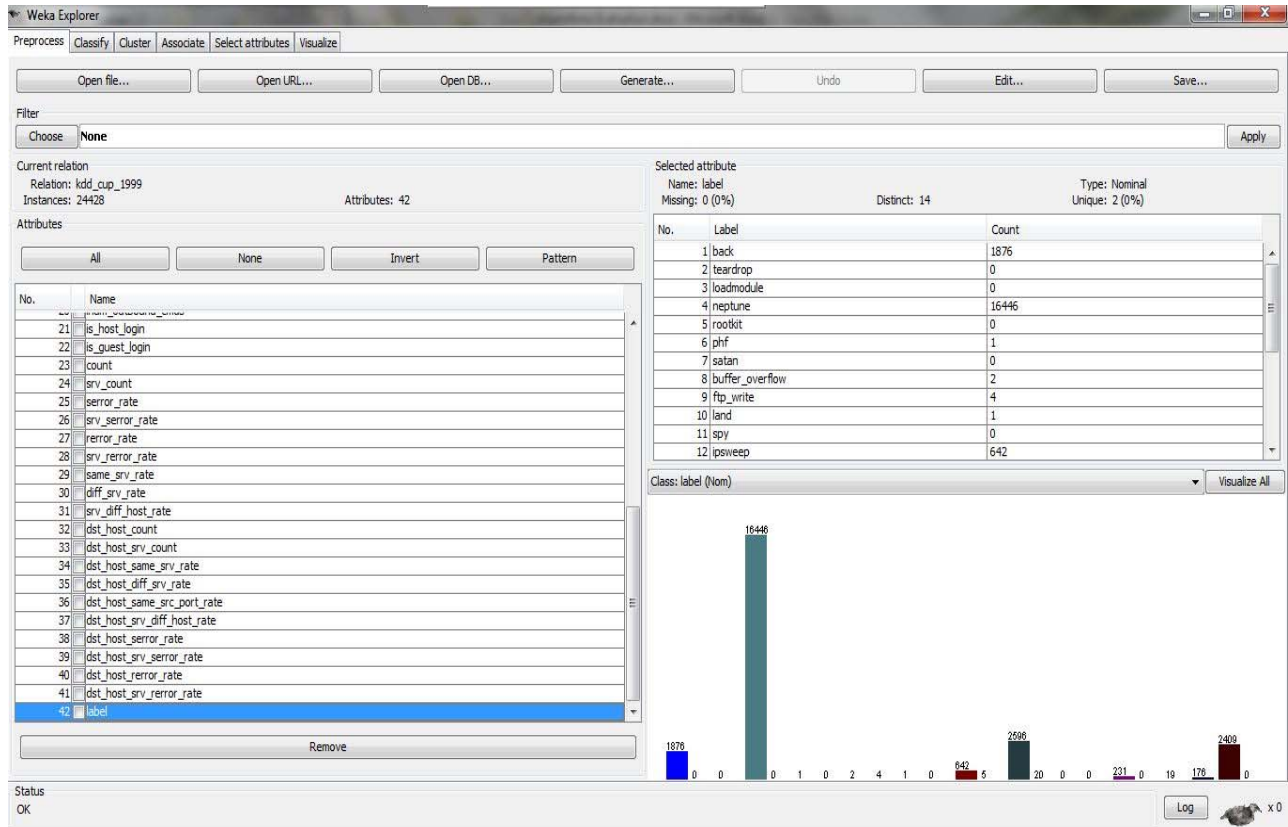 Weka Explorer
Preprocess Classify Cluster Associate Select attributes Visualize
Open file... Open URL... Open DB... Generate... Undo Edit... Save...
Filter
Choose None Apply
Current relation
Relation: kdd_cup_1999
Instances: 24428 Attributes: 42
Attributes
All None Invert Pattern
No. Name
21 is_host_login
22 is_guest_login
23 count
24 srv_count
25 serror_rate
26 srv_serror_rate
27 rerror_rate
28 srv_rerror_rate
29 same_srv_rate
30 diff_srv_rate
31 srv_diff_host_rate
32 dst_host_count
33 dst_host_srv_count
34 dst_host_same_srv_rate
35 dst_host_diff_srv_rate
36 dst_host_same_src_port_rate
37 dst_host_srv_diff_host_rate
38 dst_host_serror_rate
39 dst_host_srv_serror_rate
40 dst_host_rerror_rate
41 dst_host_srv_rerror_rate
42 label
Remove
Selected attribute
Name: label Type: Nominal
Missing: 0 (0%) Distinct: 14 Unique: 2 (0%)
No. Label Count
1 back 1876
2 teardrop 0
3 loadmodule 0
4 neptune 16446
5 rootkit 0
6 phf 1
7 satan 0
8 buffer_overflow 2
9 ftp_write 4
10 land 1
11 spy 0
12 ipsweep 642
Class: label (Nom) Visualize All
1876 0 0 16446 0 1 0 2 4 1 0 642 5 2596 20 0 0 231 0 19 176 2409 0
Status
OK
Log x 0